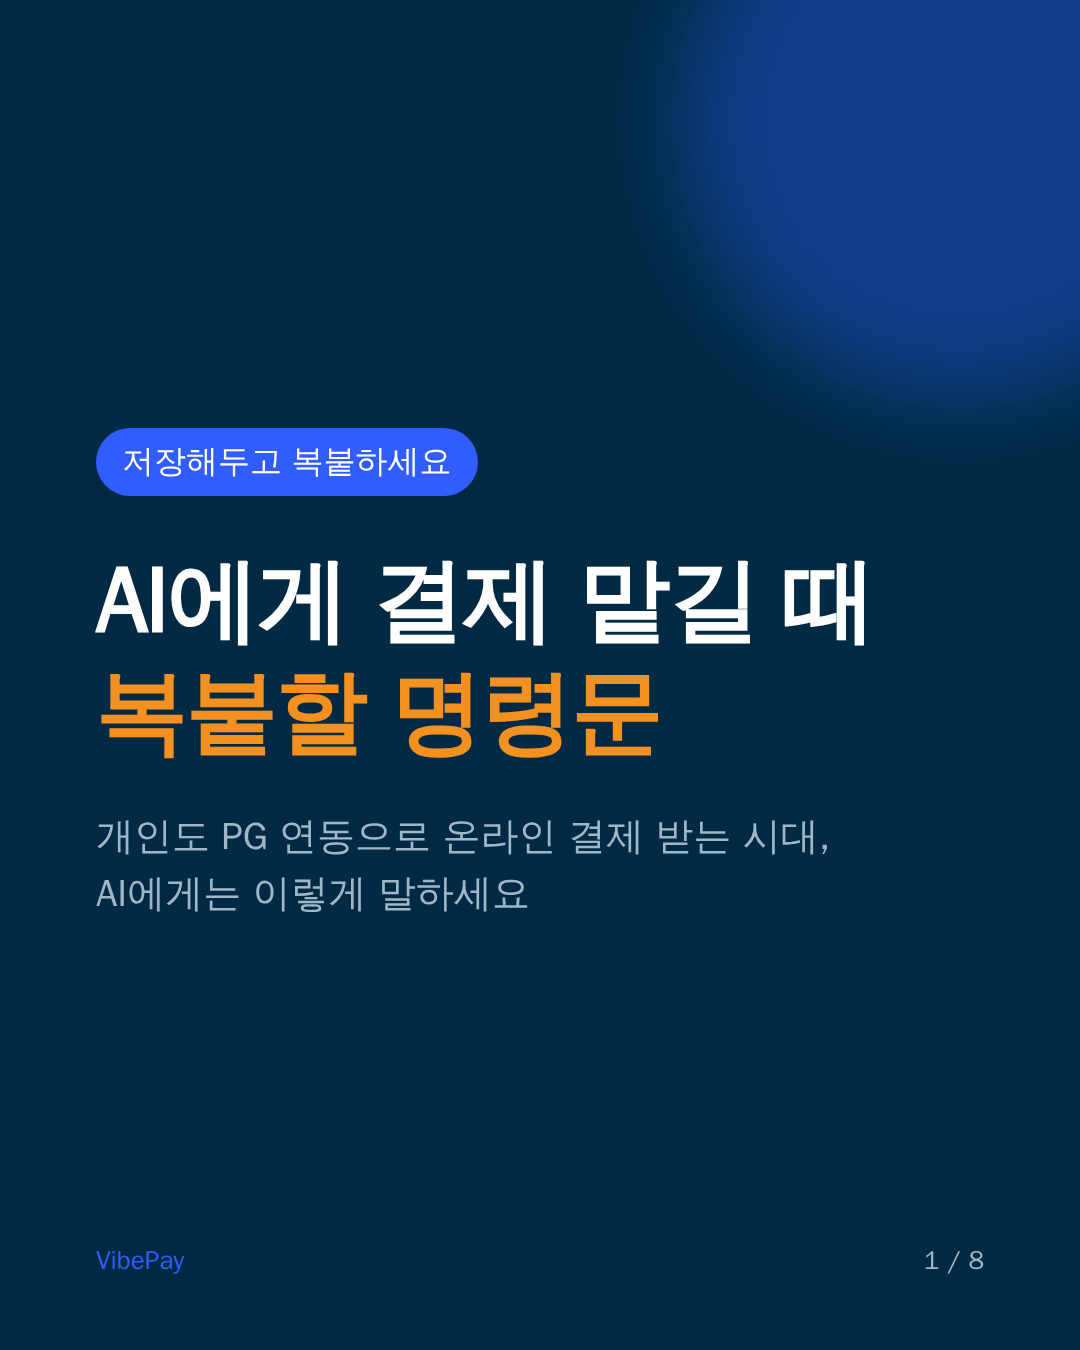 저장해두고 복붙하세요
AI에게 결제 맡길 때
복붙할 명령문
개인도 PG 연동으로 온라인 결제 받는 시대,
AI에게는 이렇게 말하세요
VibePay
1 / 8